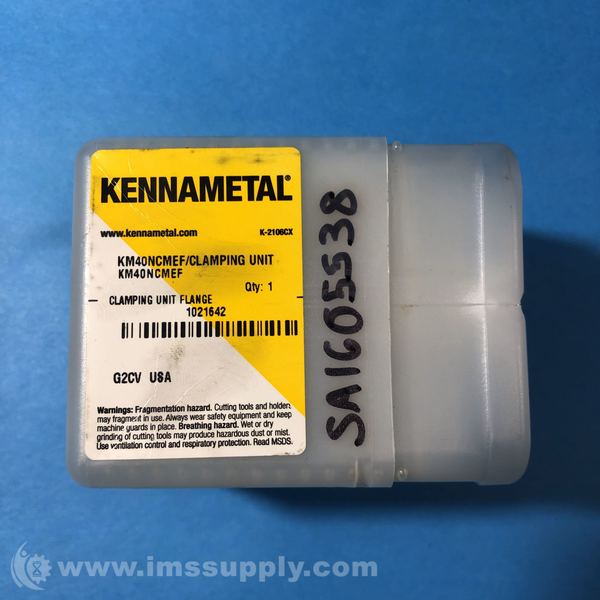 KENNAMETAL®
www.kennametal.com K-2106CX
KM40NCMEF/CLAMPING UNIT
KM40NCMEF
Qty: 1
CLAMPING UNIT FLANGE
1021642
G2CV USA
Warnings: Fragmentation hazard. Cutting tools and holders
may fragment in use. Always wear safety equipment and keep
machine guards in place. Breathing hazard. Wet or dry
grinding of cutting tools may produce hazardous dust or mist.
Use ventilation control and respiratory protection. Read MSDS.
SA1605538
www.imssupply.com